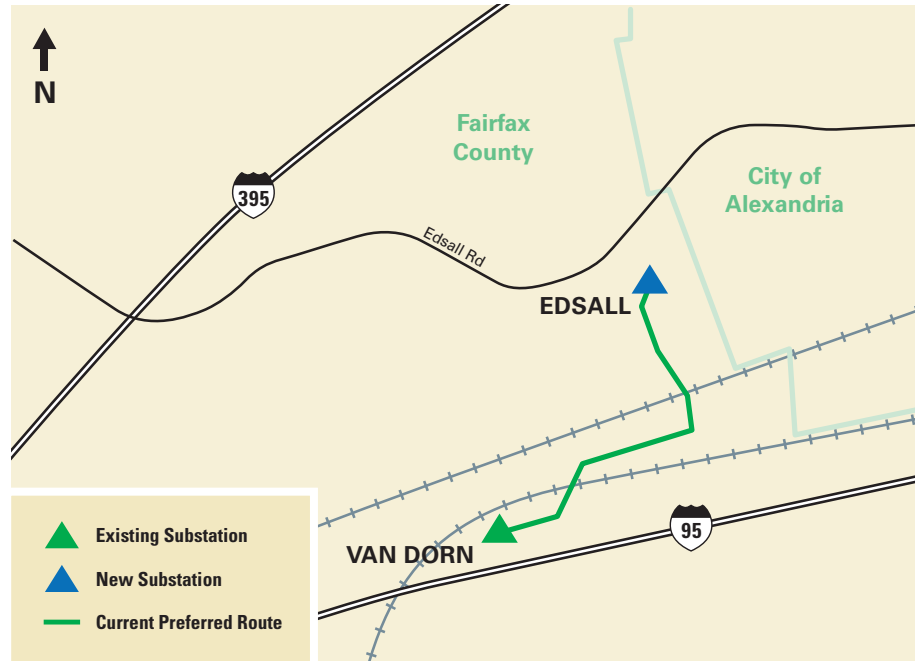 N
Fairfax
County
395
City of
Alexandria
Edsall Rd
EDSALL
95
VAN DORN
Existing Substation
New Substation
Current Preferred Route